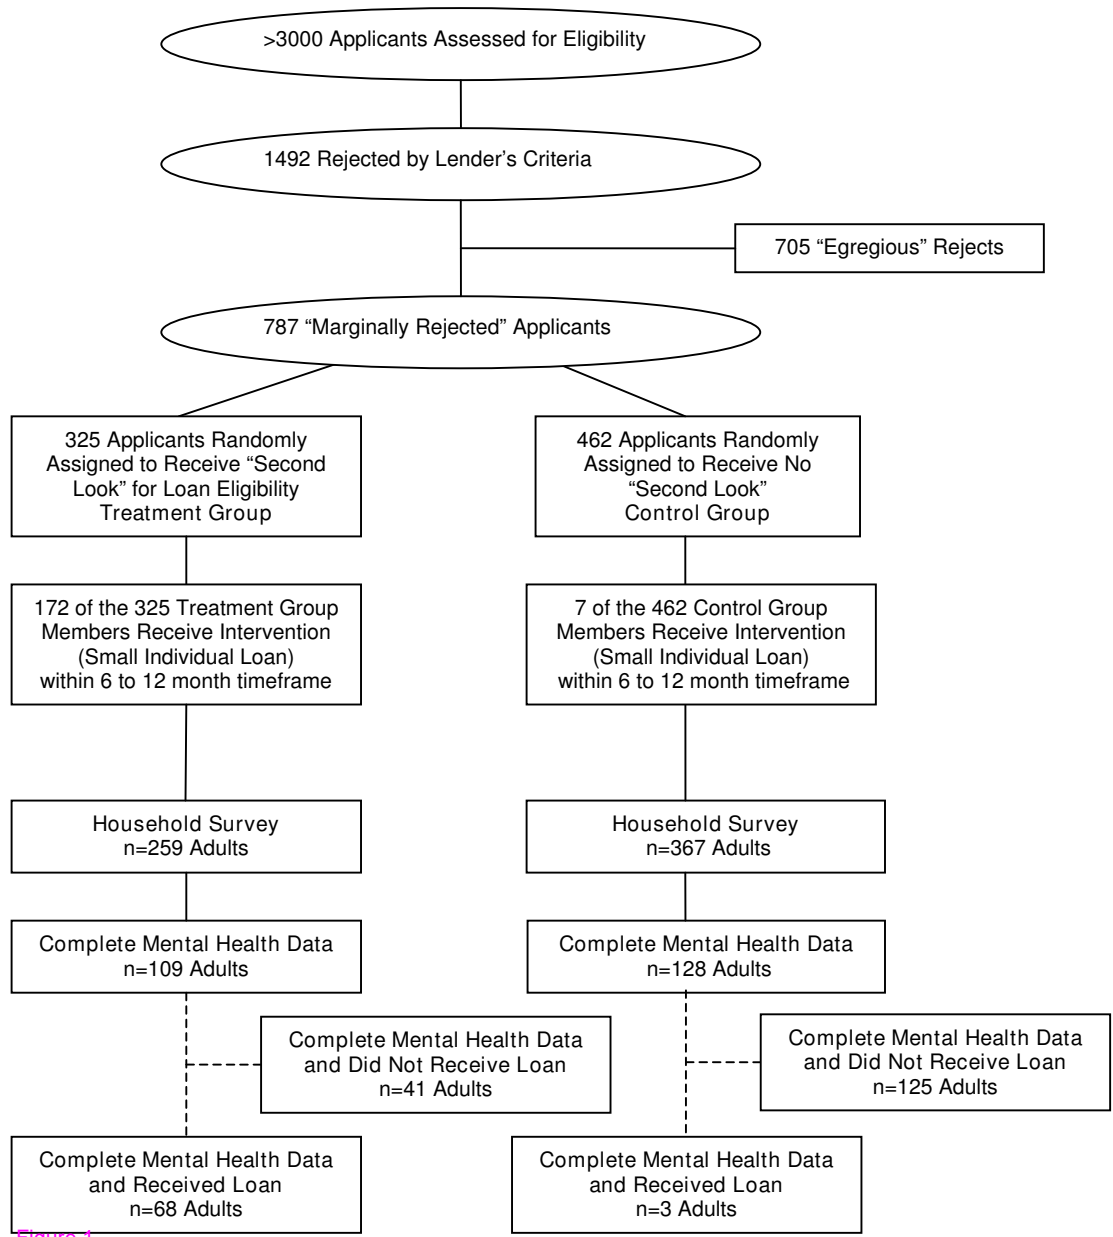 >3000 Applicants Assessed for Eligibility
1492 Rejected by Lender’s Criteria
705 “Egregious” Rejects
787 “Marginally Rejected” Applicants
325 Applicants Randomly
Assigned to Receive “Second
Look” for Loan Eligibility
Treatment Group
462 Applicants Randomly
Assigned to Receive No
“Second Look”
Control Group
172 of the 325 Treatment Group
Members Receive Intervention
(Small Individual Loan)
within 6 to 12 month timeframe
7 of the 462 Control Group
Members Receive Intervention
(Small Individual Loan)
within 6 to 12 month timeframe
Household Survey
n=259 Adults
Household Survey
n=367 Adults
Complete Mental Health Data
n=109 Adults
Complete Mental Health Data
n=128 Adults
Complete Mental Health Data
and Did Not Receive Loan
n=41 Adults
Complete Mental Health Data
and Did Not Receive Loan
n=125 Adults
Complete Mental Health Data
and Received Loan
n=68 Adults
Complete Mental Health Data
and Received Loan
n=3 Adults
Figure 1